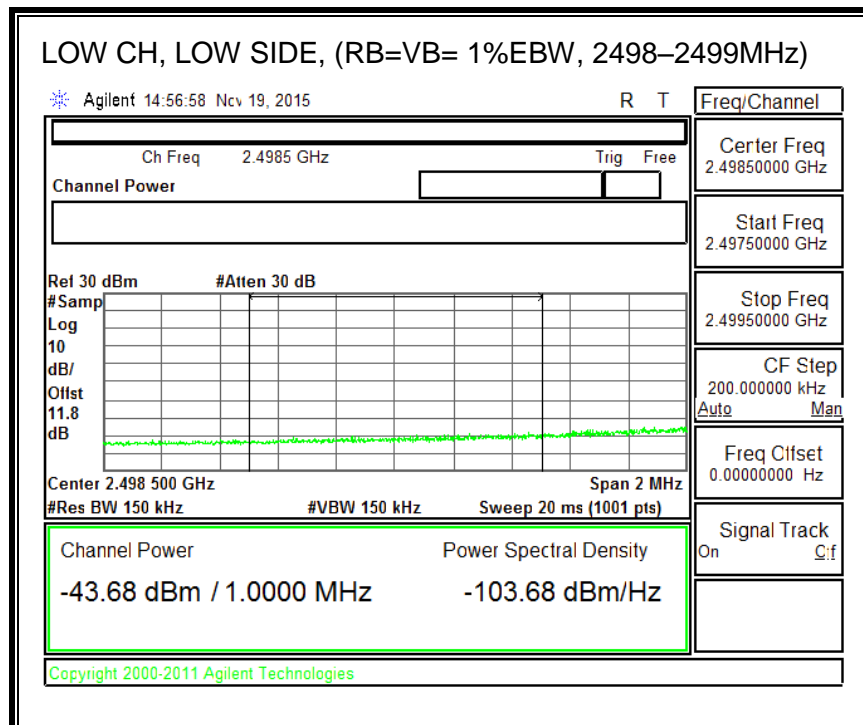 LOW CH, LOW SIDE, (RB=VB= 1%EBW, 2498–2499MHz)
Agilent 14:56:58 Nov 19, 2015 R T
Freq/Channel
Ch Freq 2.4985 GHz Trig Free
Channel Power
Center Freq
2.49850000 GHz
Start Freq
2.49750000 GHz
Stop Freq
2.49950000 GHz
CF Step
200.000000 kHz
Auto Man
Freq Offset
0.00000000 Hz
Signal Track
On Off
Ref 30 dBm #Atten 30 dB
#Samp
Log
10
dB/
Offst
11.8
dB
Center 2.498 500 GHz Span 2 MHz
#Res BW 150 kHz #VBW 150 kHz Sweep 20 ms (1001 pts)
Channel Power Power Spectral Density
-43.68 dBm / 1.0000 MHz -103.68 dBm/Hz
Copyright 2000-2011 Agilent Technologies